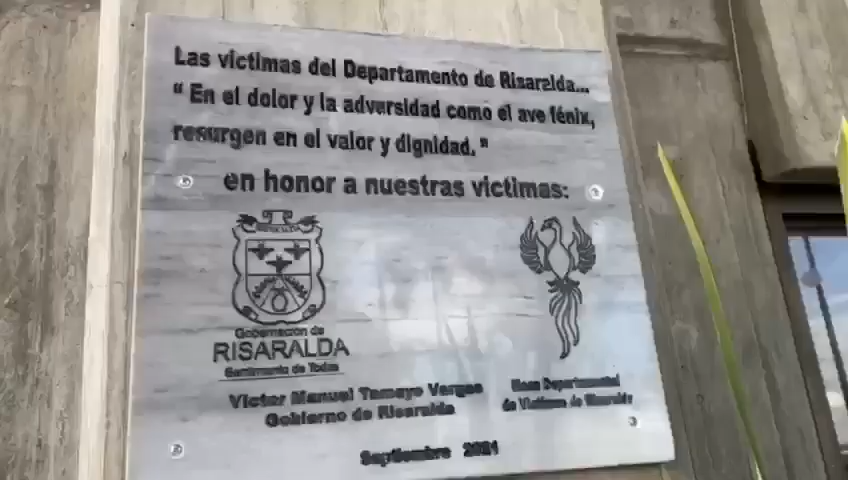 Las victimas del Departamento de Risaralda...
" En el dolor y la adversidad como el ave fénix,
resurgen en el valor y dignidad. "
en honor a nuestras victimas:
RISARALDA
Gobernación de
RISARALDA
Sentimiento de Todos
Victor Manuel Tamayo Vargas
Gobierno de Risaralda
Mesa Departamental
de Victimas de Risaralda
Septiembre 2021